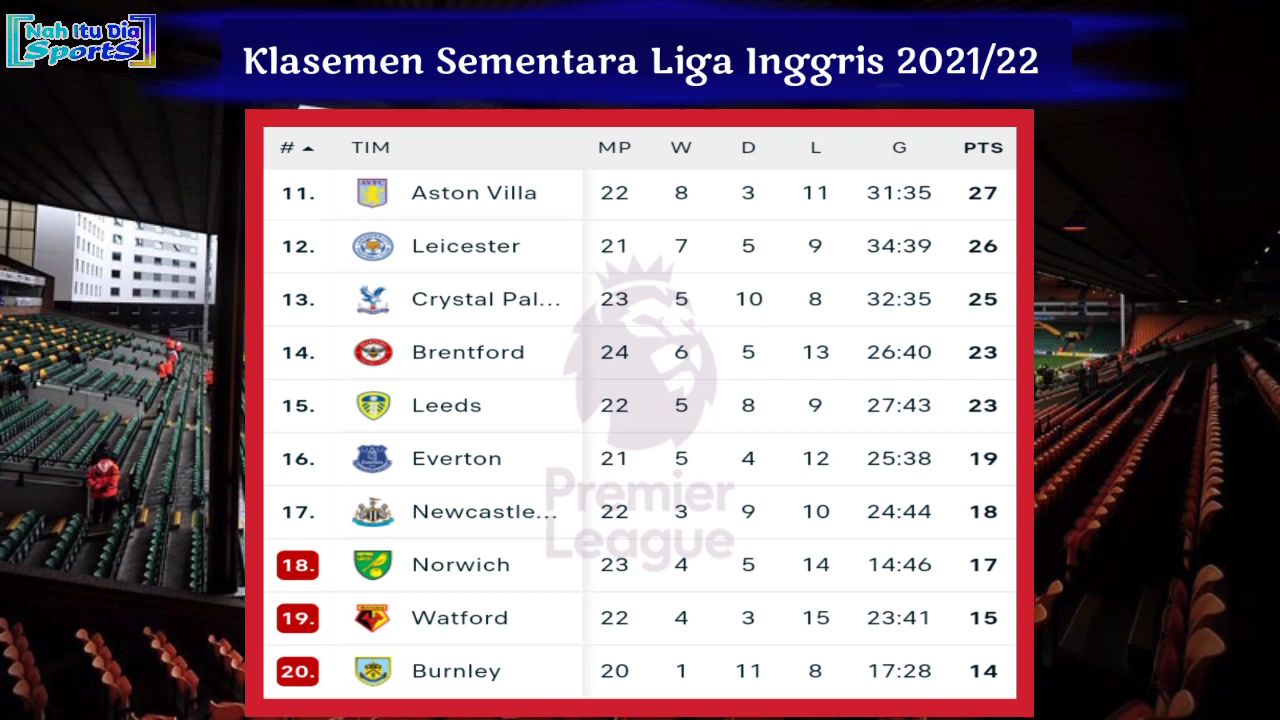 Nah Itu Dia
Sports
Klasemen Sementara Liga Inggris 2021/22
# TIM MP W D L G PTS
11. Aston Villa 22 8 3 11 31:35 27
12. Leicester 21 7 5 9 34:39 26
13. Crystal Pal... 23 5 10 8 32:35 25
14. Brentford 24 6 5 13 26:40 23
15. Leeds 22 5 8 9 27:43 23
16. Everton 21 5 4 12 25:38 19
17. Newcastle... 22 3 9 10 24:44 18
18. Norwich 23 4 5 14 14:46 17
19. Watford 22 4 3 15 23:41 15
20. Burnley 20 1 11 8 17:28 14
Premier
League